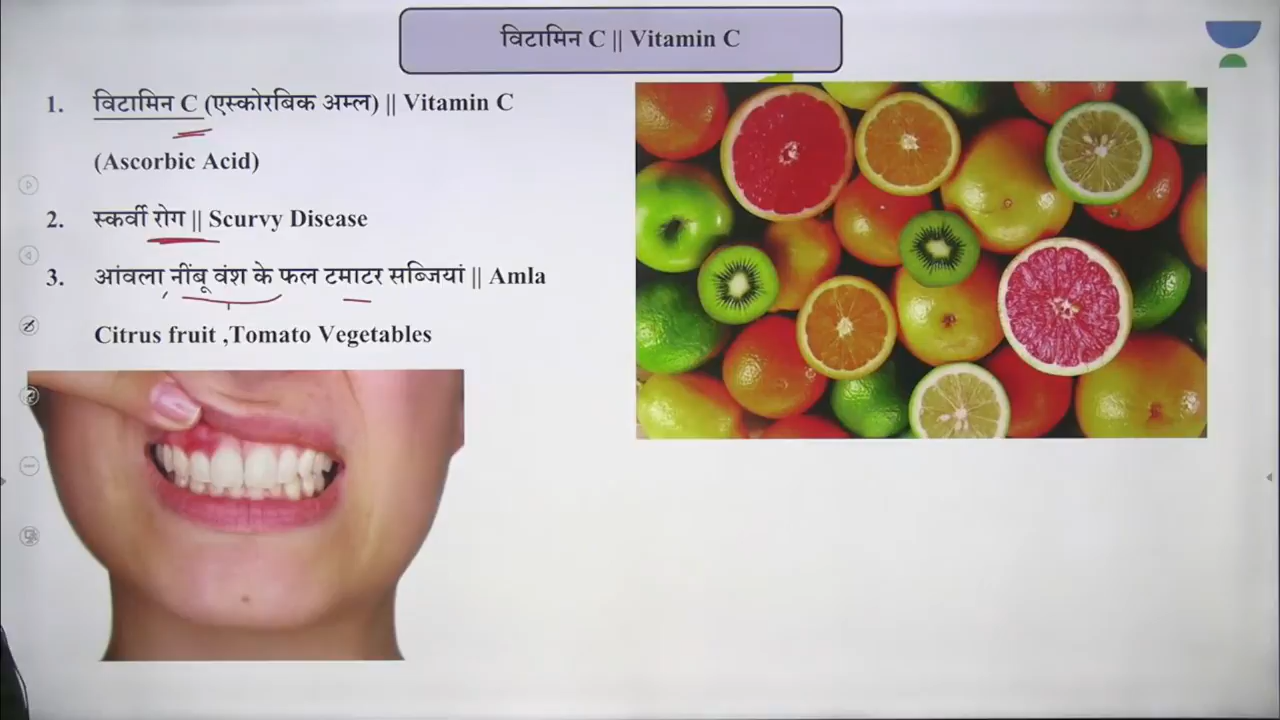 विटामिन C || Vitamin C
1. विटामिन C (एस्कोरबिक अम्ल) || Vitamin C
(Ascorbic Acid)
2. स्कर्वी रोग || Scurvy Disease
3. आंवला नींबू वंश के फल टमाटर सब्जियां || Amla
Citrus fruit ,Tomato Vegetables